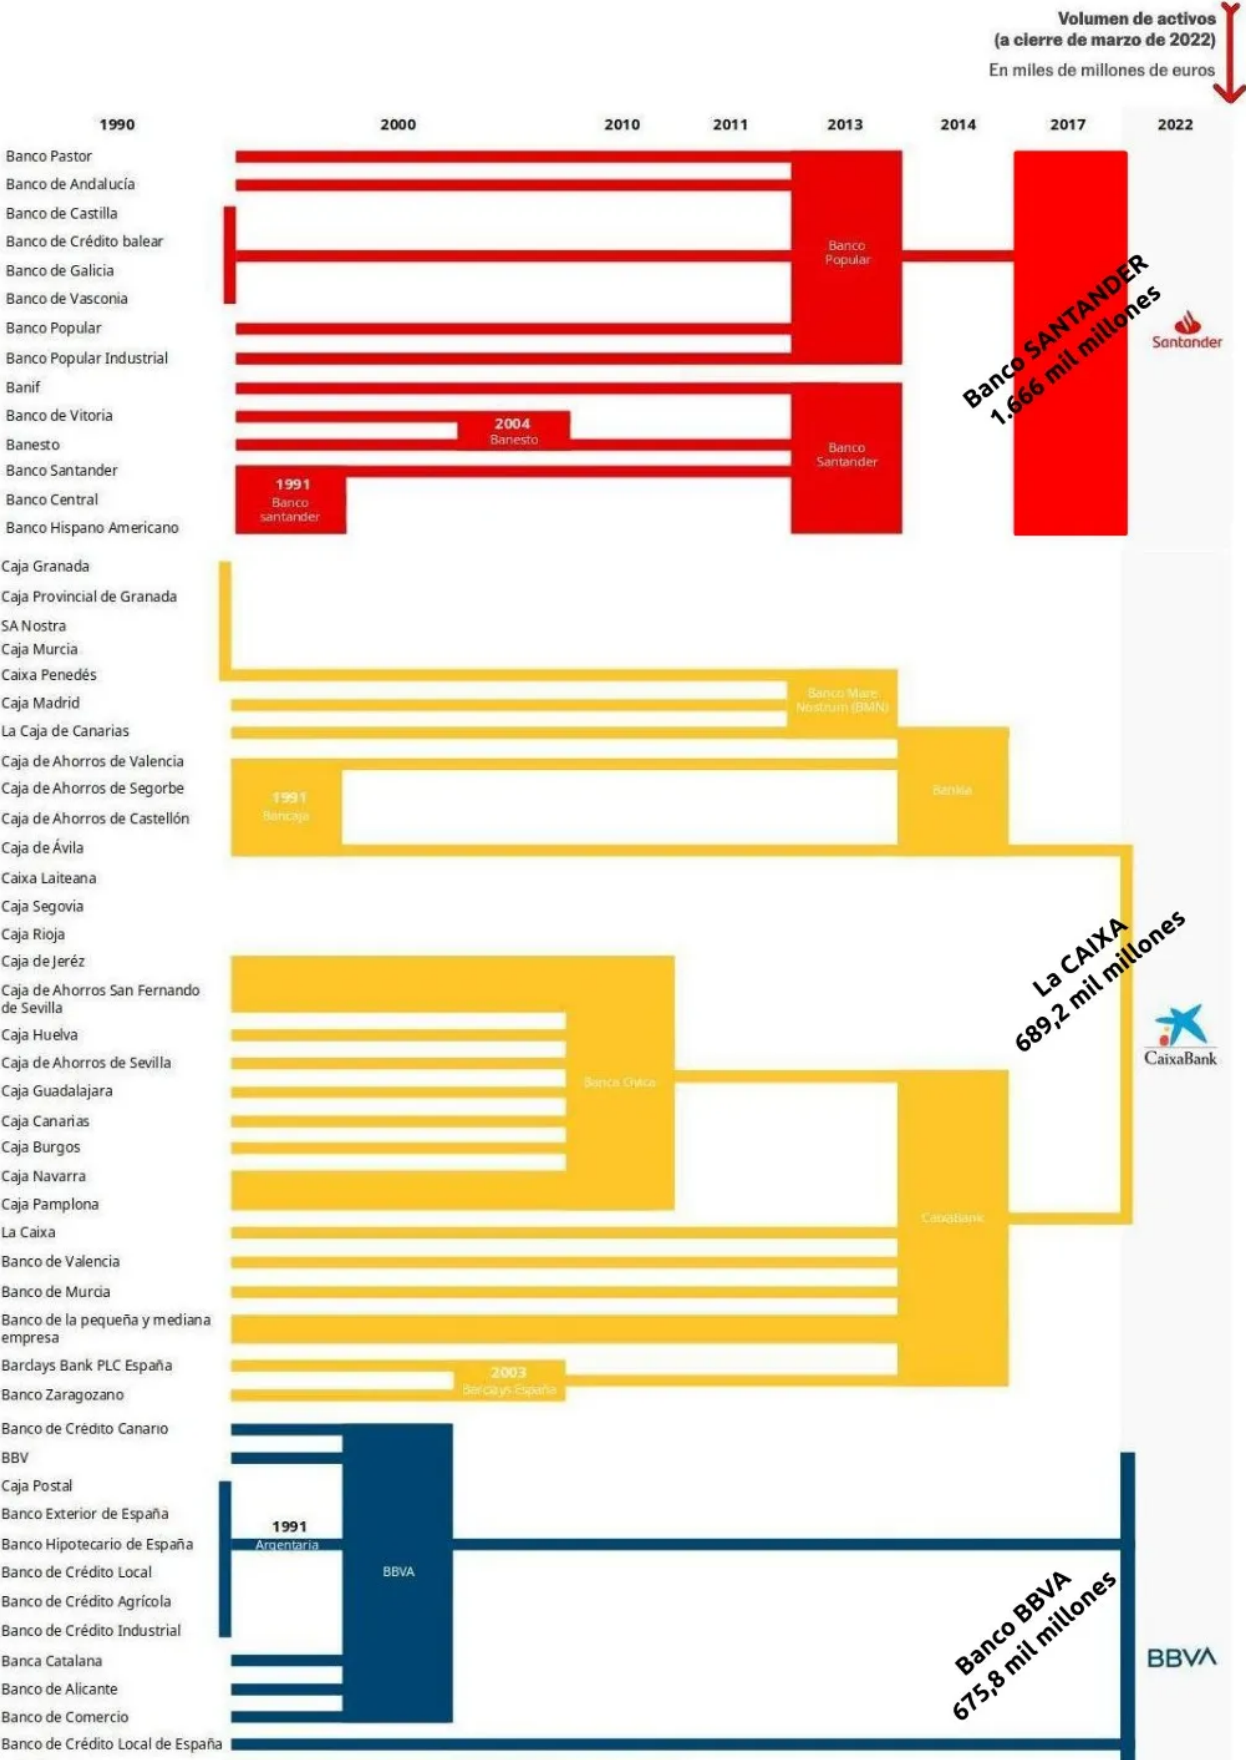 Volumen de activos
(a cierre de marzo de 2022)
En miles de millones de euros
1990 2000 2010 2011 2013 2014 2017 2022
Banco Pastor
Banco de Andalucía
Banco de Castilla
Banco de Crédito balear
Banco de Galicia
Banco de Vasconia
Banco Popular
Banco Popular Industrial
Banco
Popular
Banif
Banco de Vitoria
Banesto
2004
Banesto
Banco Santander
Banco Central
Banco Hispano Americano
1991
Banco
santander
Banco
Santander
Banco SANTANDER
1.666 mil millones
Santander
Caja Granada
Caja Provincial de Granada
SA Nostra
Caja Murcia
Caixa Penedés
Caja Madrid
La Caja de Canarias
Banco Mare
Nostrum (BMN)
Caja de Ahorros de Valencia
Caja de Ahorros de Segorbe
Caja de Ahorros de Castellón
Caja de Ávila
1991
Bancaja
Bankia
Caixa Laiteana
Caja Segovia
Caja Rioja
Caja de Jeréz
Caja de Ahorros San Fernando
de Sevilla
Caja Huelva
Caja de Ahorros de Sevilla
Caja Guadalajara
Caja Canarias
Caja Burgos
Caja Navarra
Caja Pamplona
Banca Cívica
La Caixa
Banco de Valencia
Banco de Murcia
Banco de la pequeña y mediana
empresa
Barclays Bank PLC España
Banco Zaragozano
2003
Barclays España
CaixaBank
La CAIXA
689,2 mil millones
CaixaBank
Banco de Crédito Canario
BBV
Caja Postal
Banco Exterior de España
Banco Hipotecario de España
Banco de Crédito Local
Banco de Crédito Agrícola
Banco de Crédito Industrial
1991
Argentaria
BBVA
Banca Catalana
Banco de Alicante
Banco de Comercio
Banco de Crédito Local de España
Banco BBVA
675,8 mil millones
BBVA